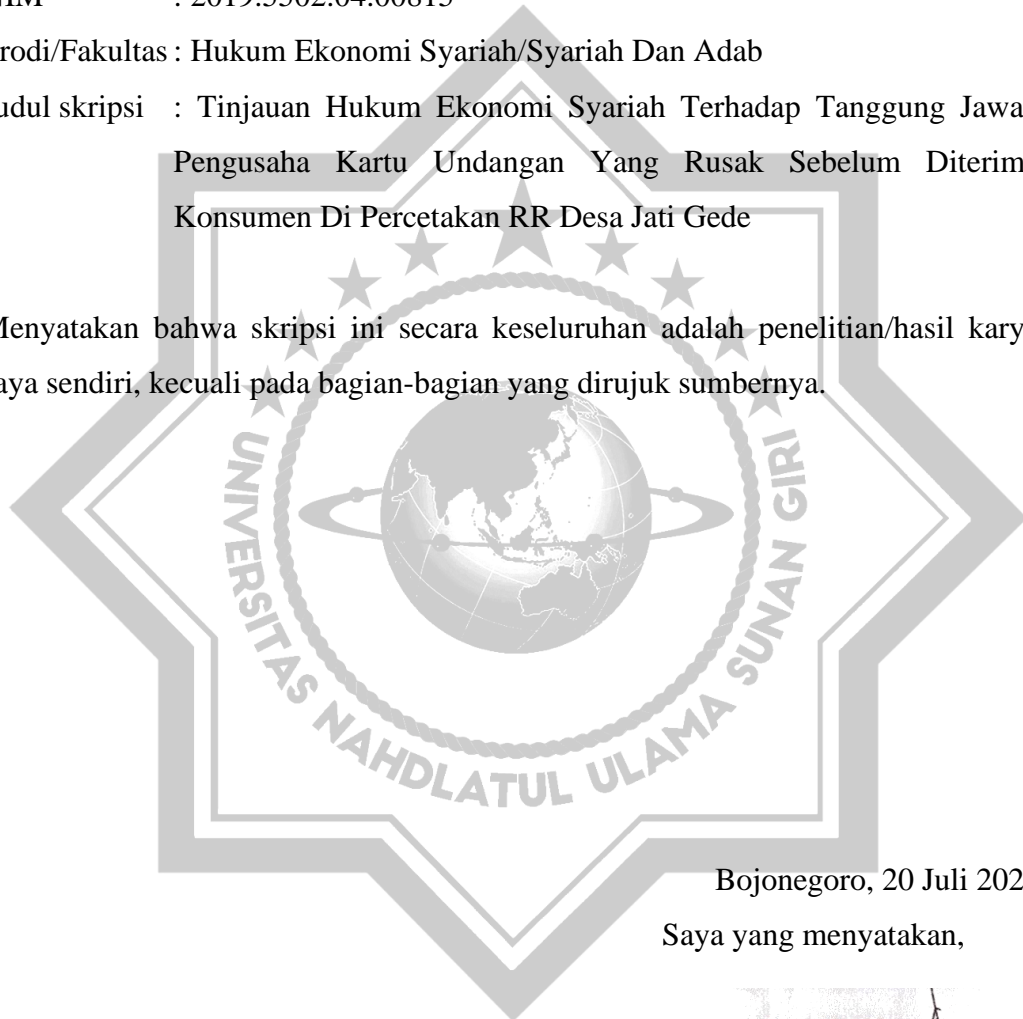 : 2019.5502.04.00815
rodi/Fakultas : Hukum Ekonomi Syariah/Syariah Dan Adab
udul skripsi : Tinjauan Hukum Ekonomi Syariah Terhadap Tanggung Jawa
Pengusaha Kartu Undangan Yang Rusak Sebelum Diterim
Konsumen Di Percetakan RR Desa Jati Gede
Menyatakan bahwa skripsi ini secara keseluruhan adalah penelitian/hasil kary
aya sendiri, kecuali pada bagian-bagian yang dirujuk sumbernya.
UNIVERSITAS NAHDLATUL ULAMA SUNAN GIRI
Bojonegoro, 20 Juli 202
Saya yang menyatakan,